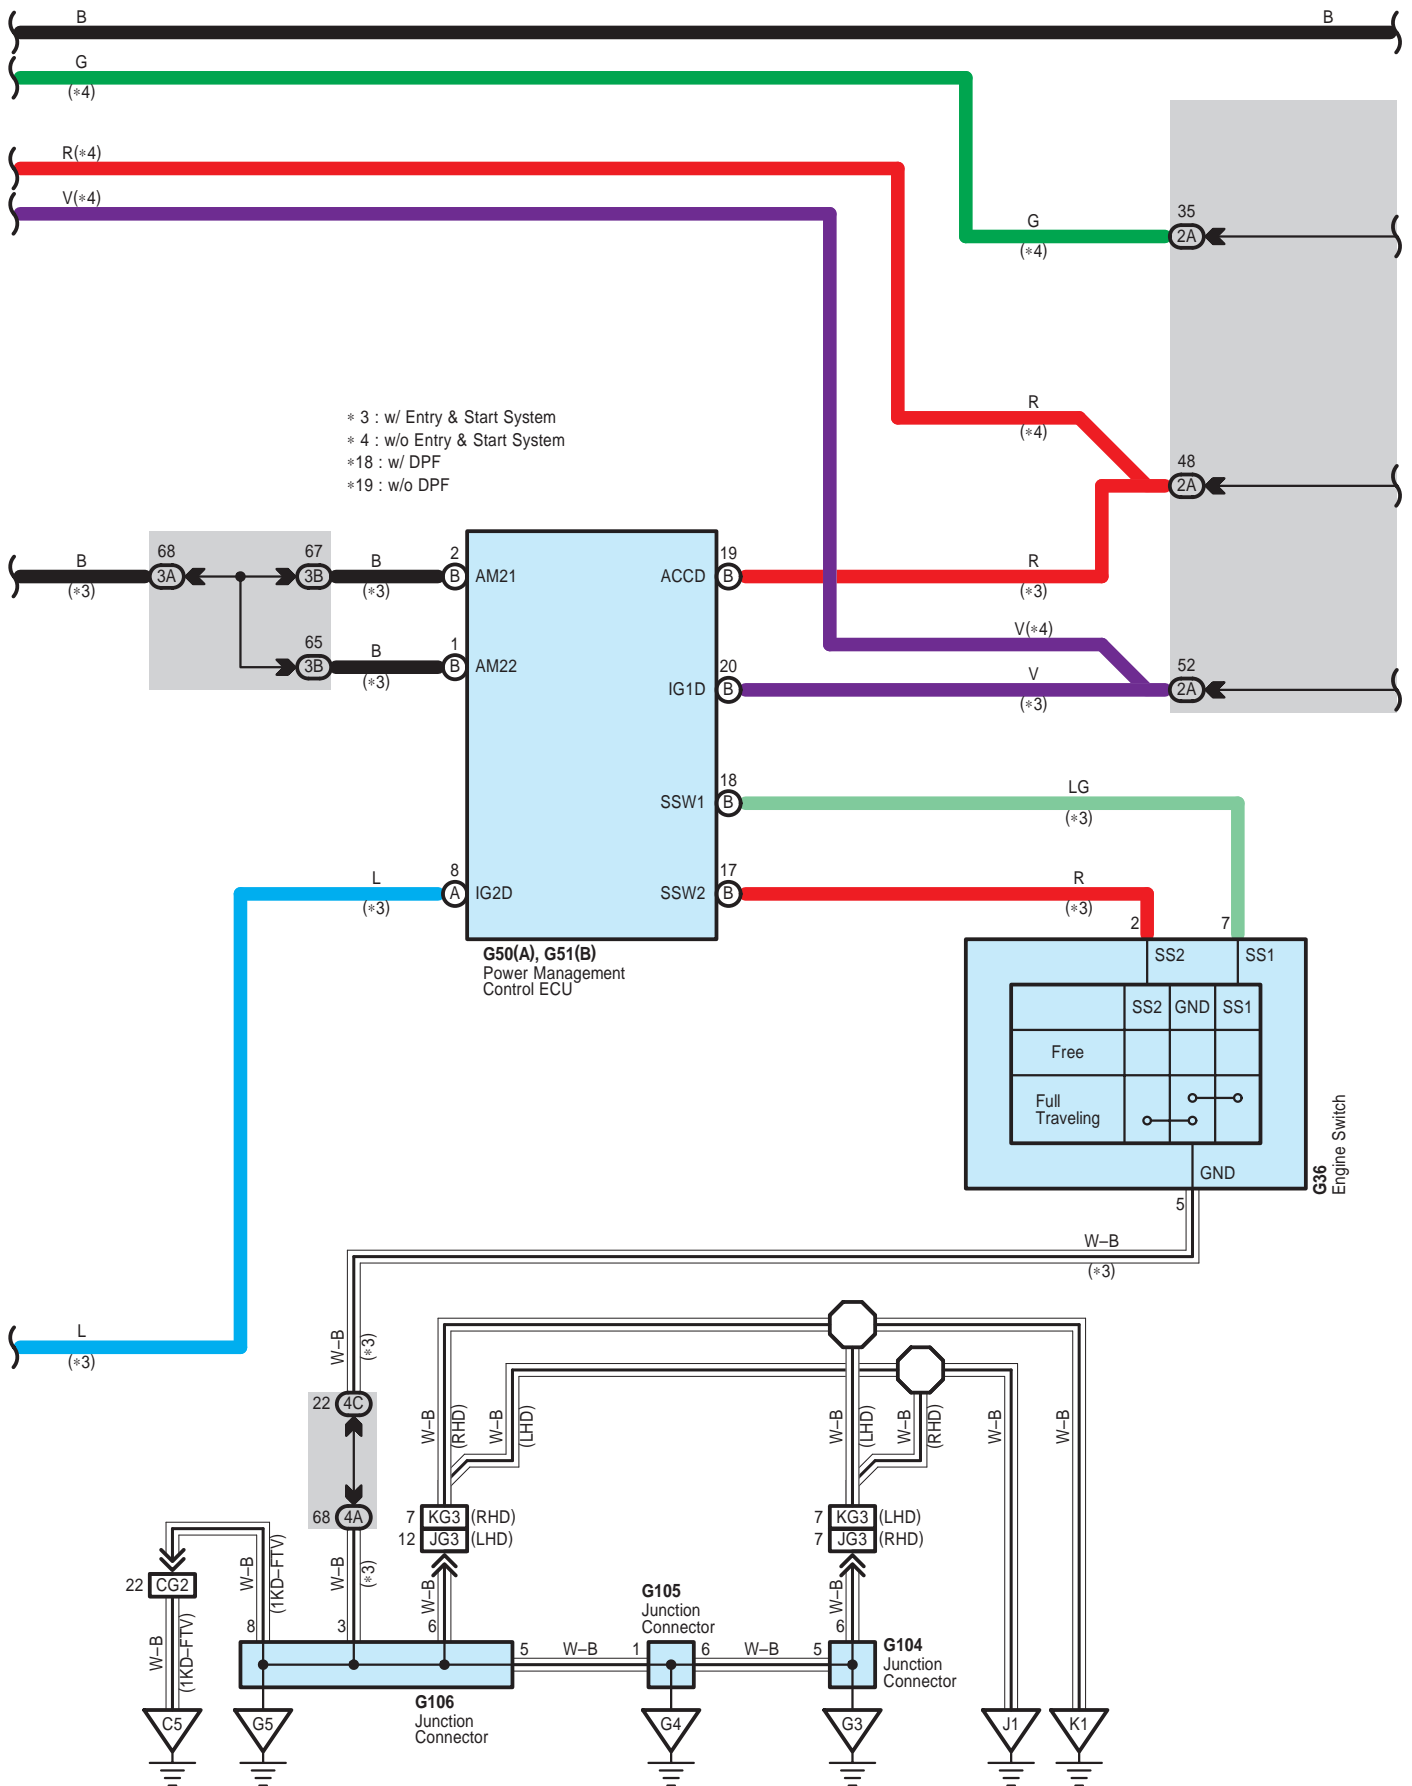 B
B
G
(*4)
R(*4)
V(*4)
35
G
2A
(*4)
* 3 : w/ Entry & Start System
* 4 : w/o Entry & Start System
*18 : w/ DPF
*19 : w/o DPF
R
(*4)
48
2A
B
(*3)
68
3A
67
3B
B
(*3)
2
B
AM21
ACCD
19
B
R
(*3)
65
3B
B
(*3)
1
B
AM22
V(*4)
IG1D
20
B
V
(*3)
52
2A
SSW1
18
B
LG
(*3)
L
(*3)
8
A
IG2D
SSW2
17
B
R
(*3)
2
7
G50(A), G51(B)
Power Management
Control ECU
SS2
SS1
SS2
GND
SS1
Free
Full
Traveling
GND
G36
Engine Switch
5
W–B
(*3)
L
(*3)
W–B
(*3)
22
4C
W–B
(RHD)
W–B
(LHD)
W–B
(LHD)
W–B
(RHD)
W–B
W–B
68
4A
7
KG3
(RHD)
12
JG3
(LHD)
7
KG3
(LHD)
7
JG3
(RHD)
22
CG2
W–B
(1KD–FTV)
W–B
(*3)
W–B
W–B
G105
Junction
Connector
W–B
(1KD–FTV)
8
3
6
5
W–B
1
6
W–B
5
6
G104
Junction
Connector
G106
Junction
Connector
C5
G5
G4
G3
J1
K1